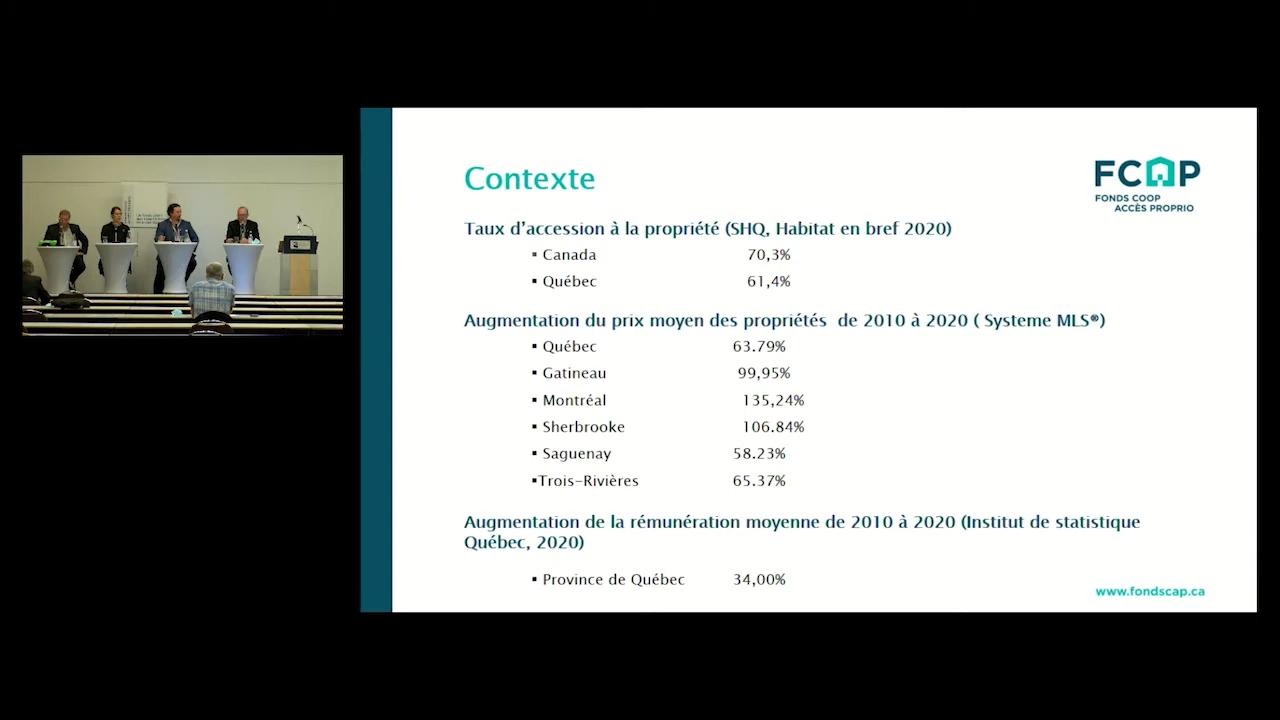 Contexte
FCAP
FONDS COOP
ACCÈS PROPRIO
Taux d’accession à la propriété (SHQ, Habitat en bref 2020)
▪ Canada 70,3%
▪ Québec 61,4%
Augmentation du prix moyen des propriétés de 2010 à 2020 ( Systeme MLS®)
▪ Québec 63.79%
▪ Gatineau 99,95%
▪ Montréal 135,24%
▪ Sherbrooke 106.84%
▪ Saguenay 58.23%
▪Trois-Rivières 65.37%
Augmentation de la rémunération moyenne de 2010 à 2020 (Institut de statistique
Québec, 2020)
▪ Province de Québec 34,00%
www.fondscap.ca